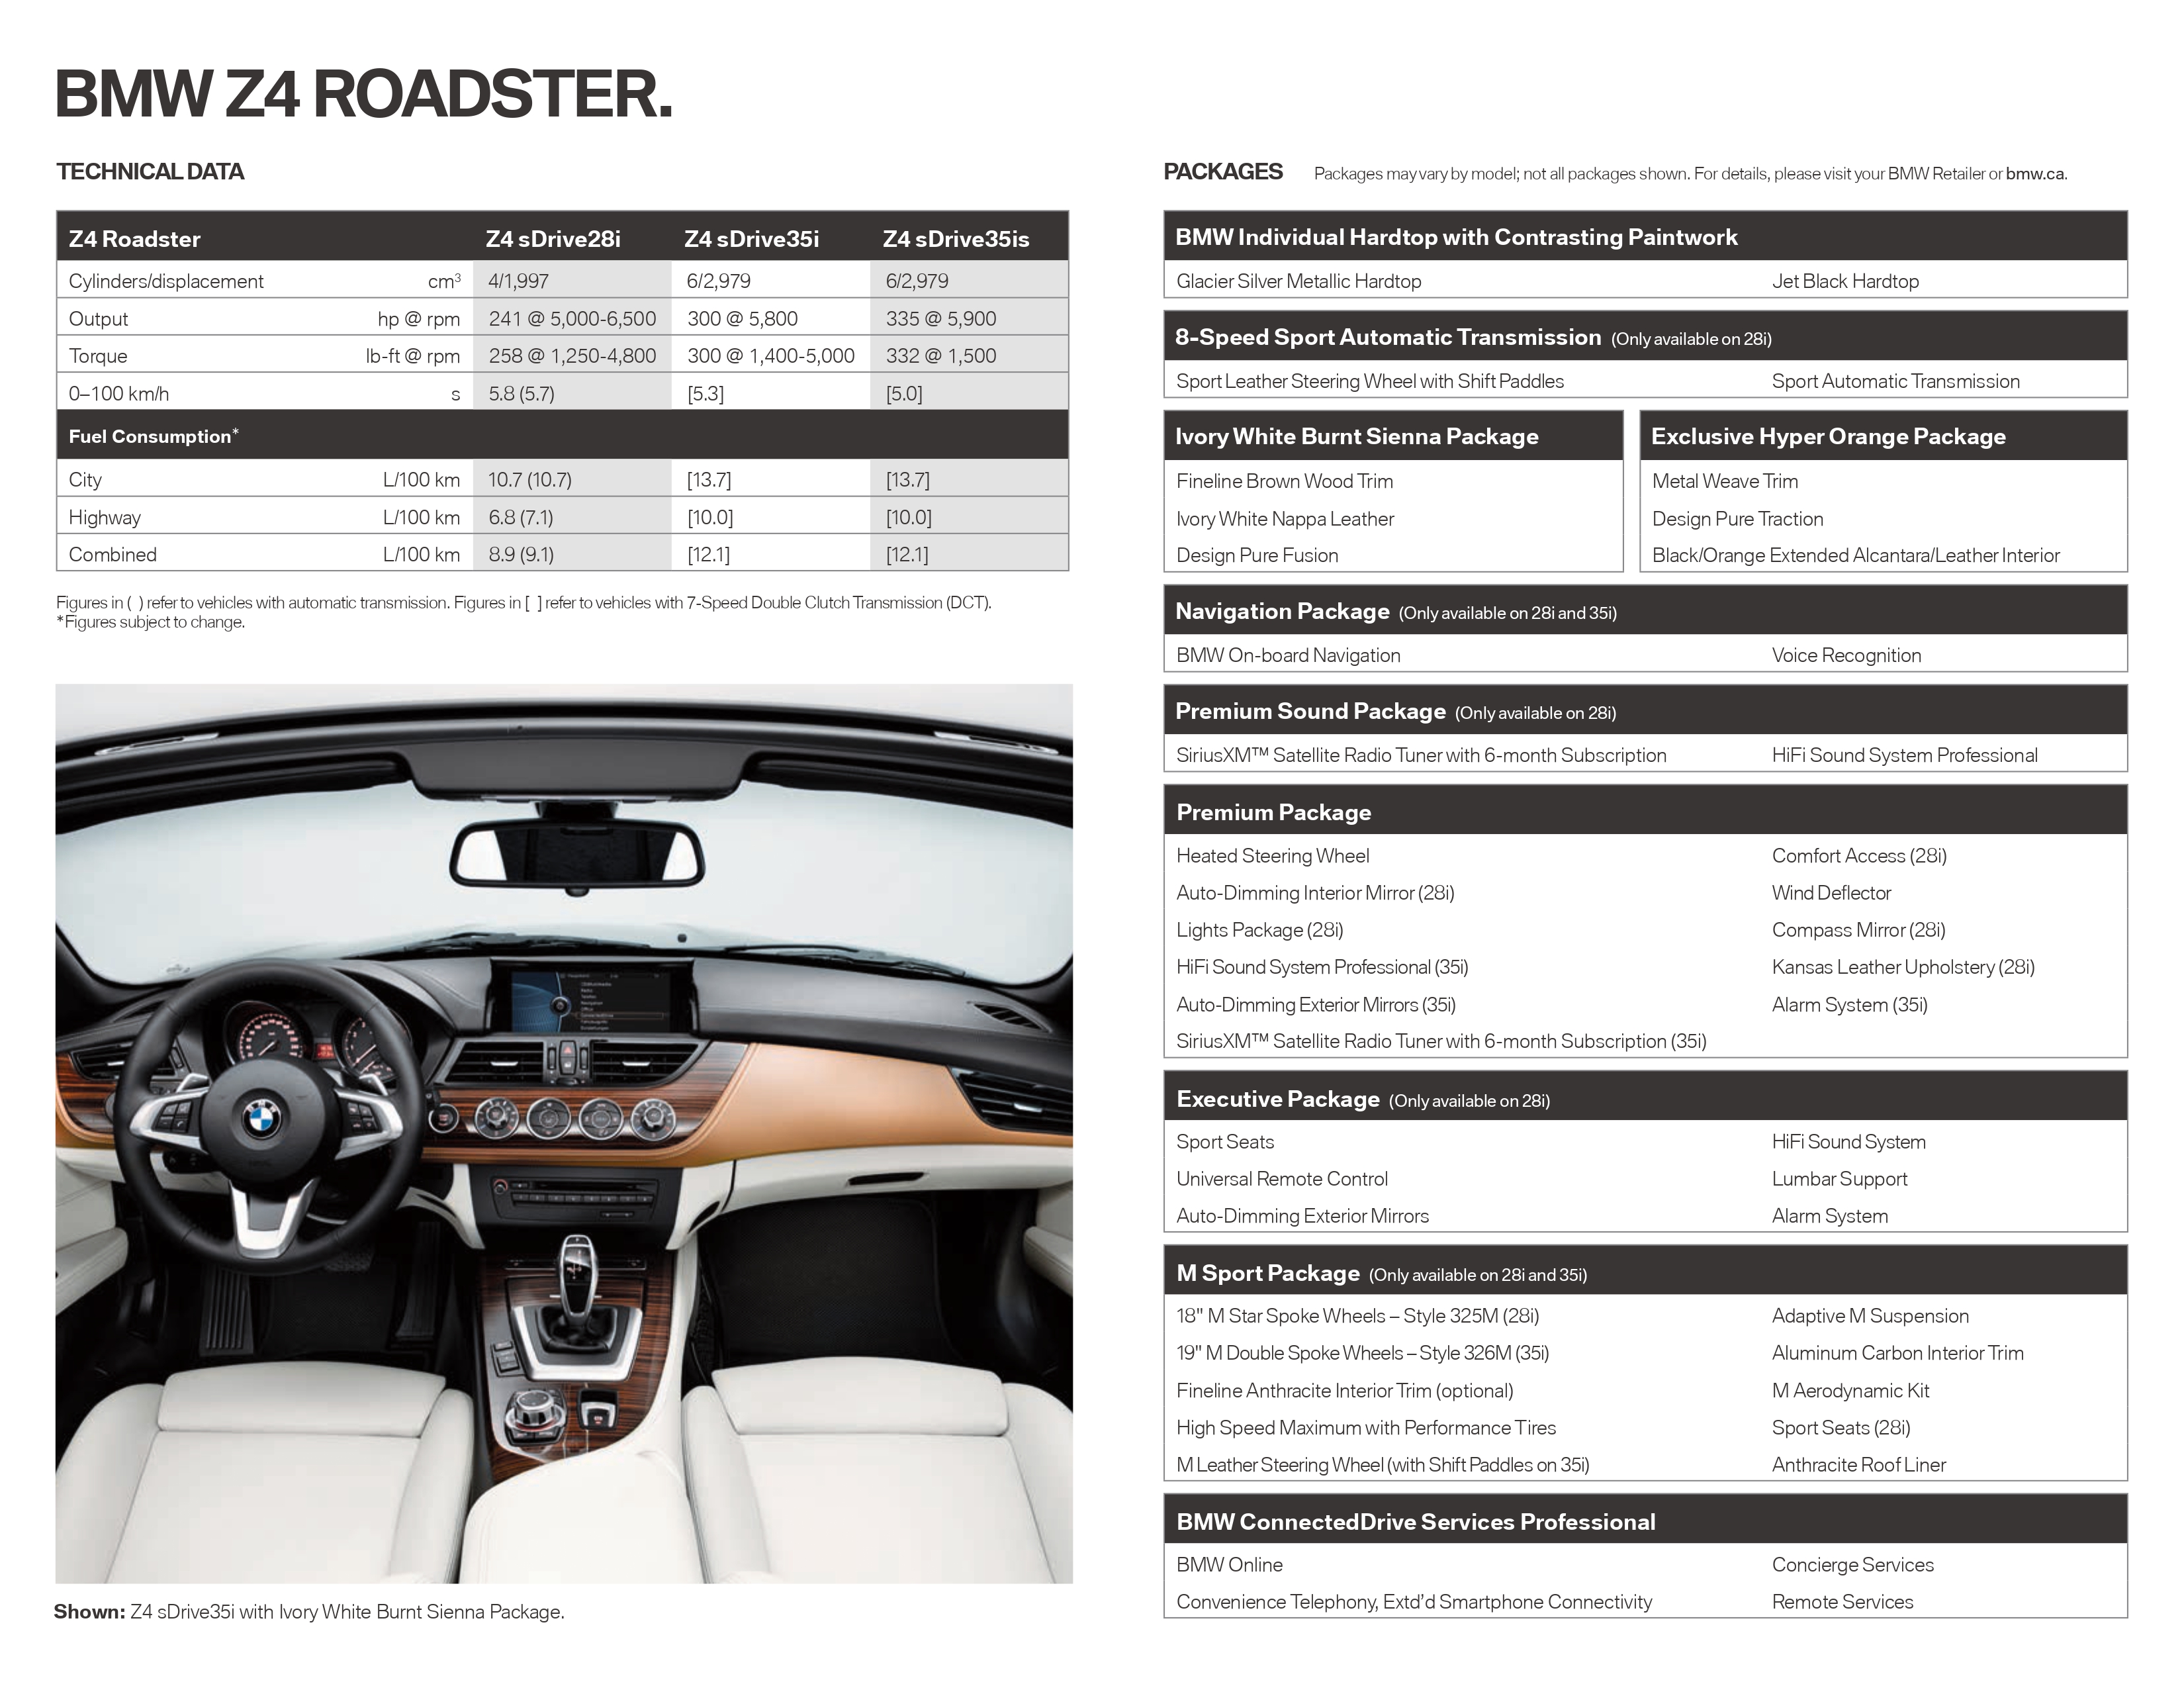 BMW Z4 ROADSTER.
TECHNICAL DATA
Z4 Roadster Z4 sDrive28i Z4 sDrive35i Z4 sDrive35is
Cylinders/displacement cm³ 4/1,997 6/2,979 6/2,979
Output hp @ rpm 241 @ 5,000-6,500 300 @ 5,800 335 @ 5,900
Torque lb-ft @ rpm 258 @ 1,250-4,800 300 @ 1,400-5,000 332 @ 1,500
0–100 km/h s 5.8 (5.7) [5.3] [5.0]
Fuel Consumption*
City L/100 km 10.7 (10.7) [13.7] [13.7]
Highway L/100 km 6.8 (7.1) [10.0] [10.0]
Combined L/100 km 8.9 (9.1) [12.1] [12.1]
Figures in ( ) refer to vehicles with automatic transmission. Figures in [ ] refer to vehicles with 7-Speed Double Clutch Transmission (DCT).
*Figures subject to change.
Shown: Z4 sDrive35i with Ivory White Burnt Sienna Package.
PACKAGES Packages may vary by model; not all packages shown. For details, please visit your BMW Retailer or bmw.ca.
BMW Individual Hardtop with Contrasting Paintwork
Glacier Silver Metallic Hardtop Jet Black Hardtop
8-Speed Sport Automatic Transmission (Only available on 28i)
Sport Leather Steering Wheel with Shift Paddles Sport Automatic Transmission
Ivory White Burnt Sienna Package
Fineline Brown Wood Trim
Ivory White Nappa Leather
Design Pure Fusion
Exclusive Hyper Orange Package
Metal Weave Trim
Design Pure Traction
Black/Orange Extended Alcantara/Leather Interior
Navigation Package (Only available on 28i and 35i)
BMW On-board Navigation Voice Recognition
Premium Sound Package (Only available on 28i)
SiriusXM™ Satellite Radio Tuner with 6-month Subscription HiFi Sound System Professional
Premium Package
Heated Steering Wheel Comfort Access (28i)
Auto-Dimming Interior Mirror (28i) Wind Deflector
Lights Package (28i) Compass Mirror (28i)
HiFi Sound System Professional (35i) Kansas Leather Upholstery (28i)
Auto-Dimming Exterior Mirrors (35i) Alarm System (35i)
SiriusXM™ Satellite Radio Tuner with 6-month Subscription (35i)
Executive Package (Only available on 28i)
Sport Seats HiFi Sound System
Universal Remote Control Lumbar Support
Auto-Dimming Exterior Mirrors Alarm System
M Sport Package (Only available on 28i and 35i)
18" M Star Spoke Wheels – Style 325M (28i) Adaptive M Suspension
19" M Double Spoke Wheels – Style 326M (35i) Aluminum Carbon Interior Trim
Fineline Anthracite Interior Trim (optional) M Aerodynamic Kit
High Speed Maximum with Performance Tires Sport Seats (28i)
M Leather Steering Wheel (with Shift Paddles on 35i) Anthracite Roof Liner
BMW ConnectedDrive Services Professional
BMW Online Concierge Services
Convenience Telephony, Extd’d Smartphone Connectivity Remote Services